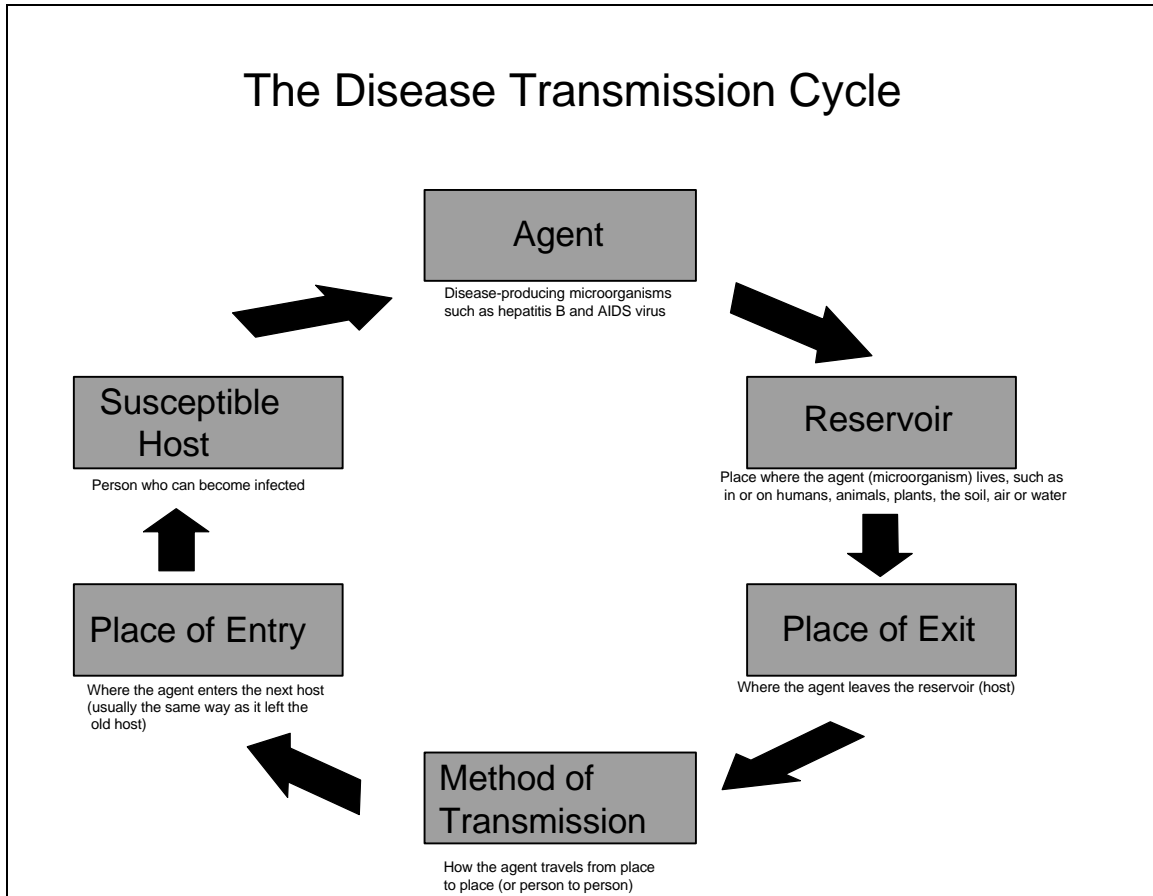 The Disease Transmission Cycle
Agent
Disease-producing microorganisms
such as hepatitis B and AIDS virus
Reservoir
Place where the agent (microorganism) lives, such as
in or on humans, animals, plants, the soil, air or water
Place of Exit
Where the agent leaves the reservoir (host)
Method of
Transmission
How the agent travels from place
to place (or person to person)
Place of Entry
Where the agent enters the next host
(usually the same way as it left the
old host)
Susceptible
Host
Person who can become infected